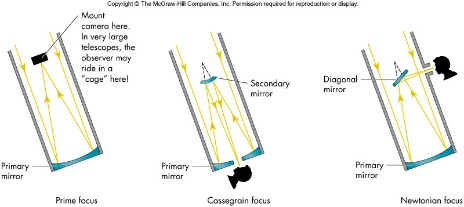 Copyright © The McGraw-Hill Companies, Inc. Permission required for reproduction or display.
Mount
camera here.
In very large
telescopes, the
observer may
ride in a
"cage" here!
Primary
mirror
Prime focus
Secondary
mirror
Primary
mirror
Cassegrain focus
Diagonal
mirror
Primary
mirror
Newtonian focus